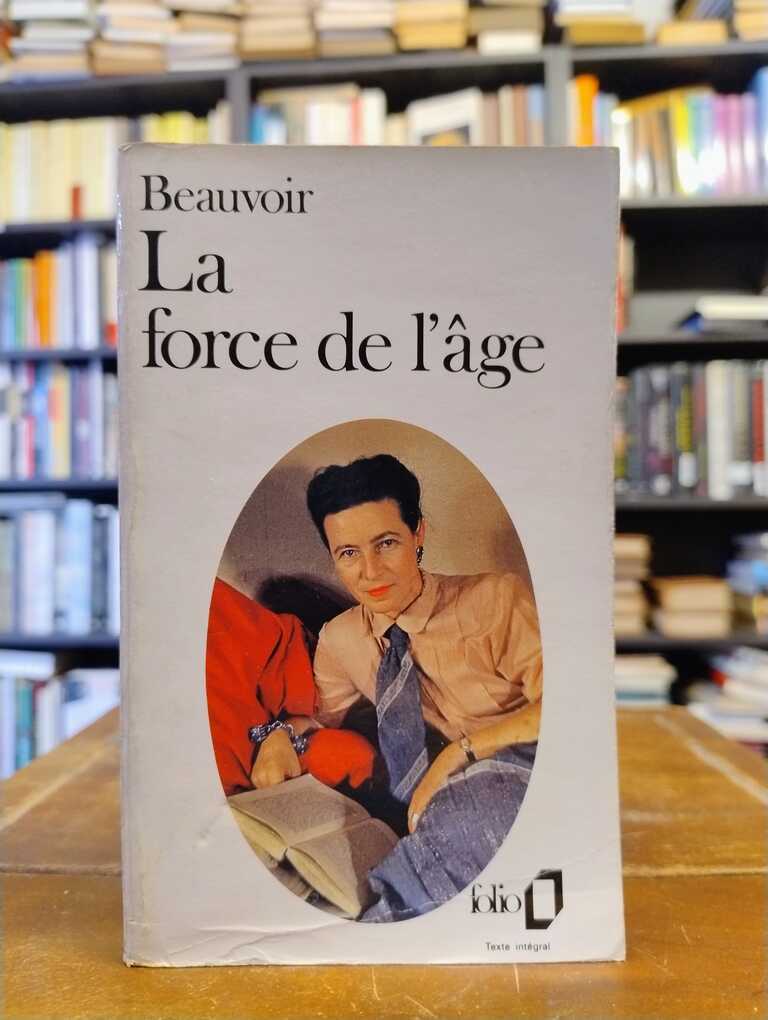 Beauvoir
La
force de l'âge
folio
Texte intégral